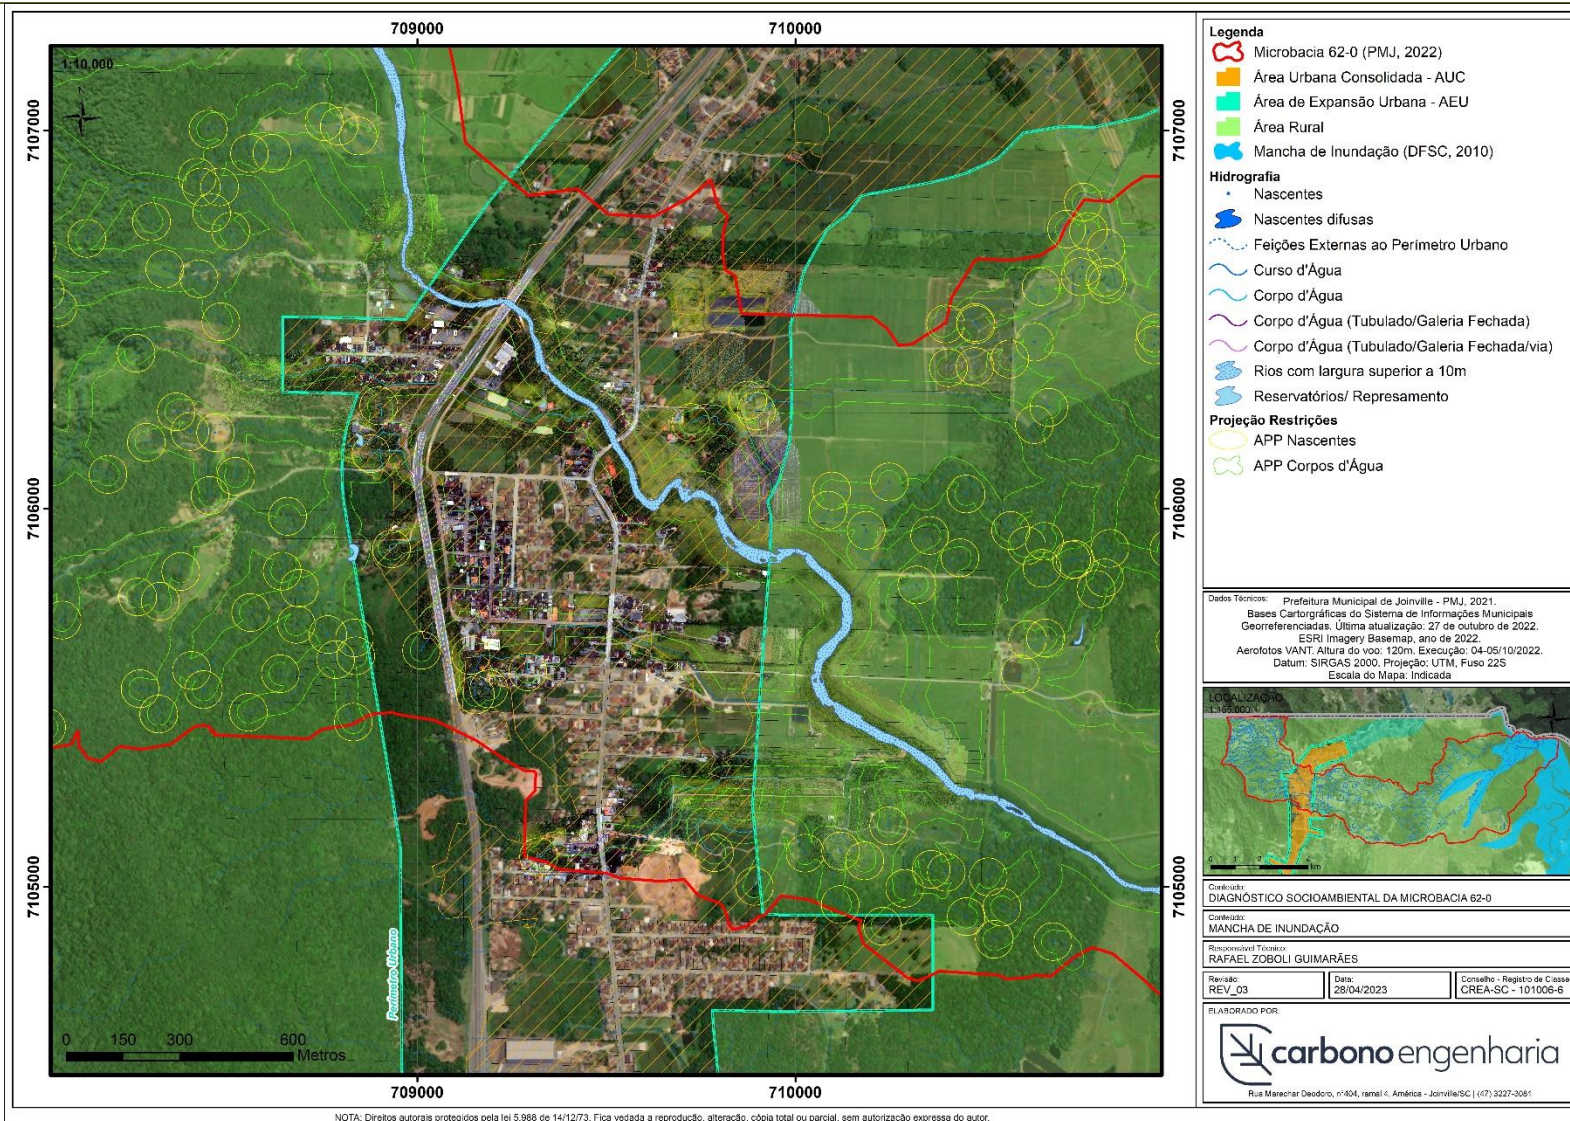 709000
710000
1:10.000
7107000
7107000
7106000
7106000
7105000
7105000
Perímetro Urbano
0 150 300 600
Metros
709000
710000
Legenda
Microbacia 62-0 (PMJ, 2022)
Área Urbana Consolidada - AUC
Área de Expansão Urbana - AEU
Área Rural
Mancha de Inundação (DFSC, 2010)
Hidrografia
Nascentes
Nascentes difusas
Feições Externas ao Perímetro Urbano
Curso d'Água
Corpo d'Água
Corpo d'Água (Tubulado/Galeria Fechada)
Corpo d'Água (Tubulado/Galeria Fechada/via)
Rios com largura superior a 10m
Reservatórios/ Represamento
Projeção Restrições
APP Nascentes
APP Corpos d'Água
Dados Técnicos: Prefeitura Municipal de Joinville - PMJ, 2021.
Bases Cartográficas do Sistema de Informações Municipais
Georreferenciadas. Última atualização: 27 de outubro de 2022.
ESRI Imagery Basemap, ano de 2022.
Aerofotos VANT. Altura do voo: 120m. Execução: 04-05/10/2022.
Datum: SIRGAS 2000. Projeção: UTM, Fuso 22S
Escala do Mapa: Indicada
LOCALIZAÇÃO
0 1 2 4
km
Conteúdo:
DIAGNÓSTICO SOCIOAMBIENTAL DA MICROBACIA 62-0
Conteúdo:
MANCHA DE INUNDAÇÃO
Responsável Técnico:
RAFAEL ZOBOLI GUIMARÃES
Revisão:
REV_03
Data:
28/04/2023
Conselho - Registro de Classe
CREA-SC - 101006-6
ELABORADO POR:
carbono engenharia
Rua Marechar Deodoro, n°404, ramal 4, América - Joinville/SC | (47) 3227-3081
NOTA: Direitos autorais protegidos pela lei 5.988 de 14/12/73. Fica vedada a reprodução, alteração, cópia total ou parcial, sem autorização expressa do autor.